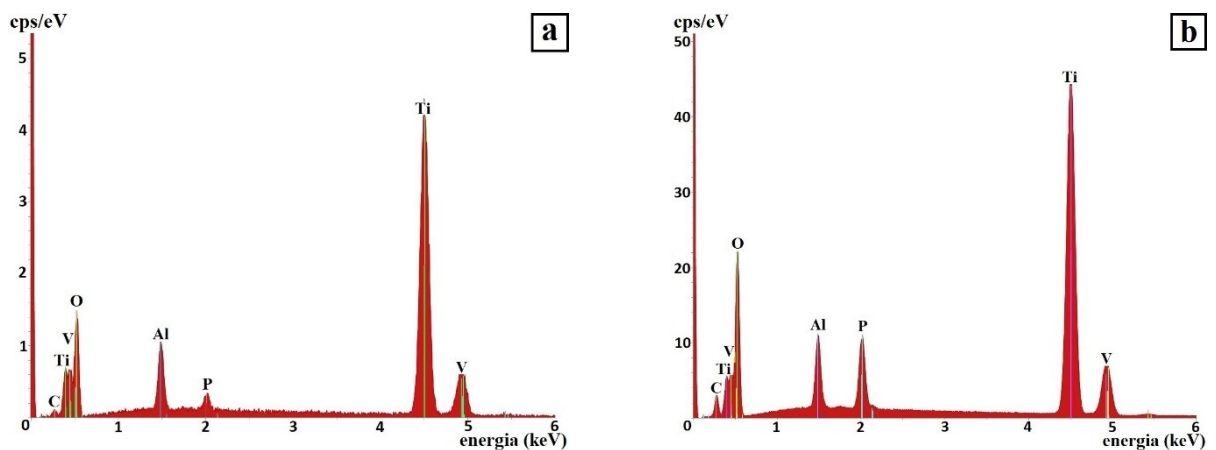 cps/eV
a
5
4
3
2
1
0
C
Ti
V
O
Al
P
Ti
V
1 2 3 4 5 6
energia (keV)
cps/eV
b
50
40
30
20
10
0
C
Ti
V
O
Al
P
Ti
V
1 2 3 4 5 6
energia (keV)